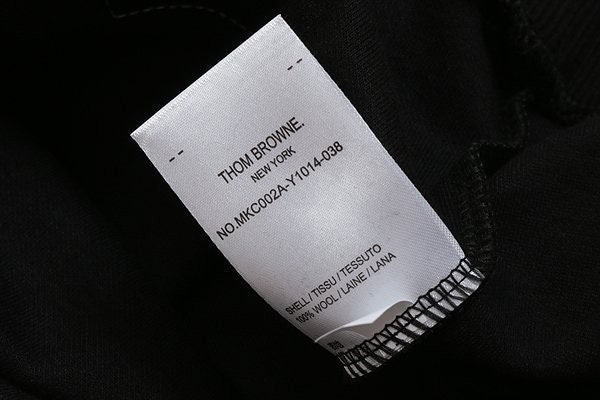 THOM BROWNE.
NEW YORK
NO.MKC002A-Y1014-038
SHELL / TISSU / TESSUTO
100% WOOL / LAINE / LANA